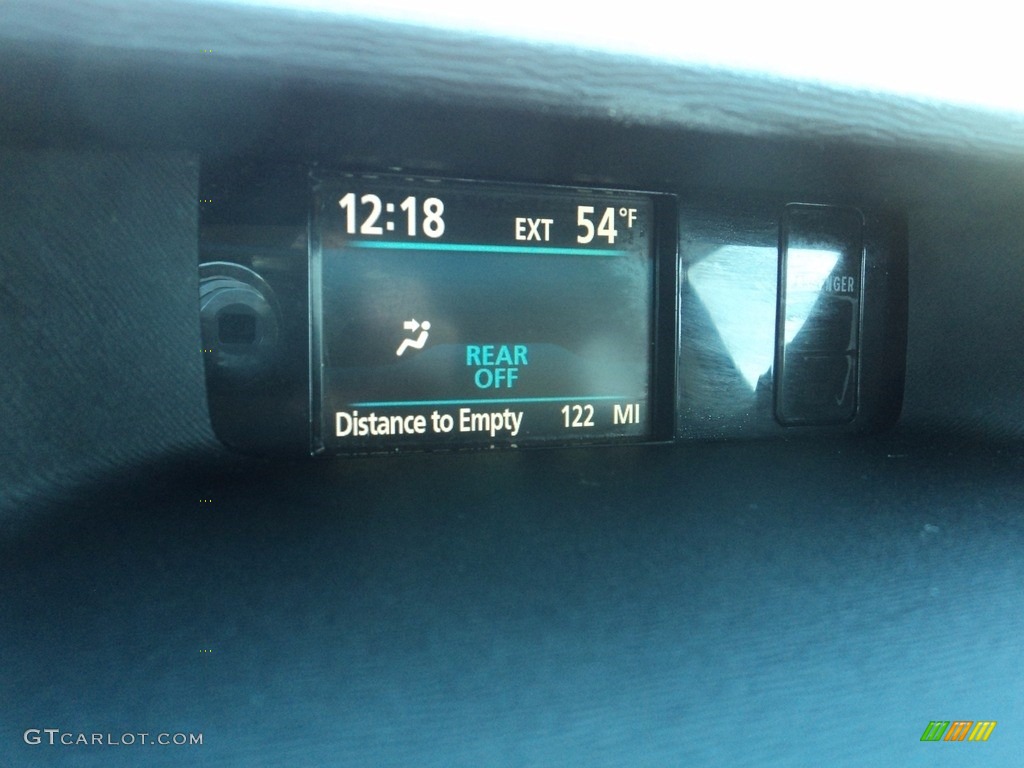 12:18 EXT 54°F
REAR
OFF
Distance to Empty 122 MI
GTCARLOT.COM